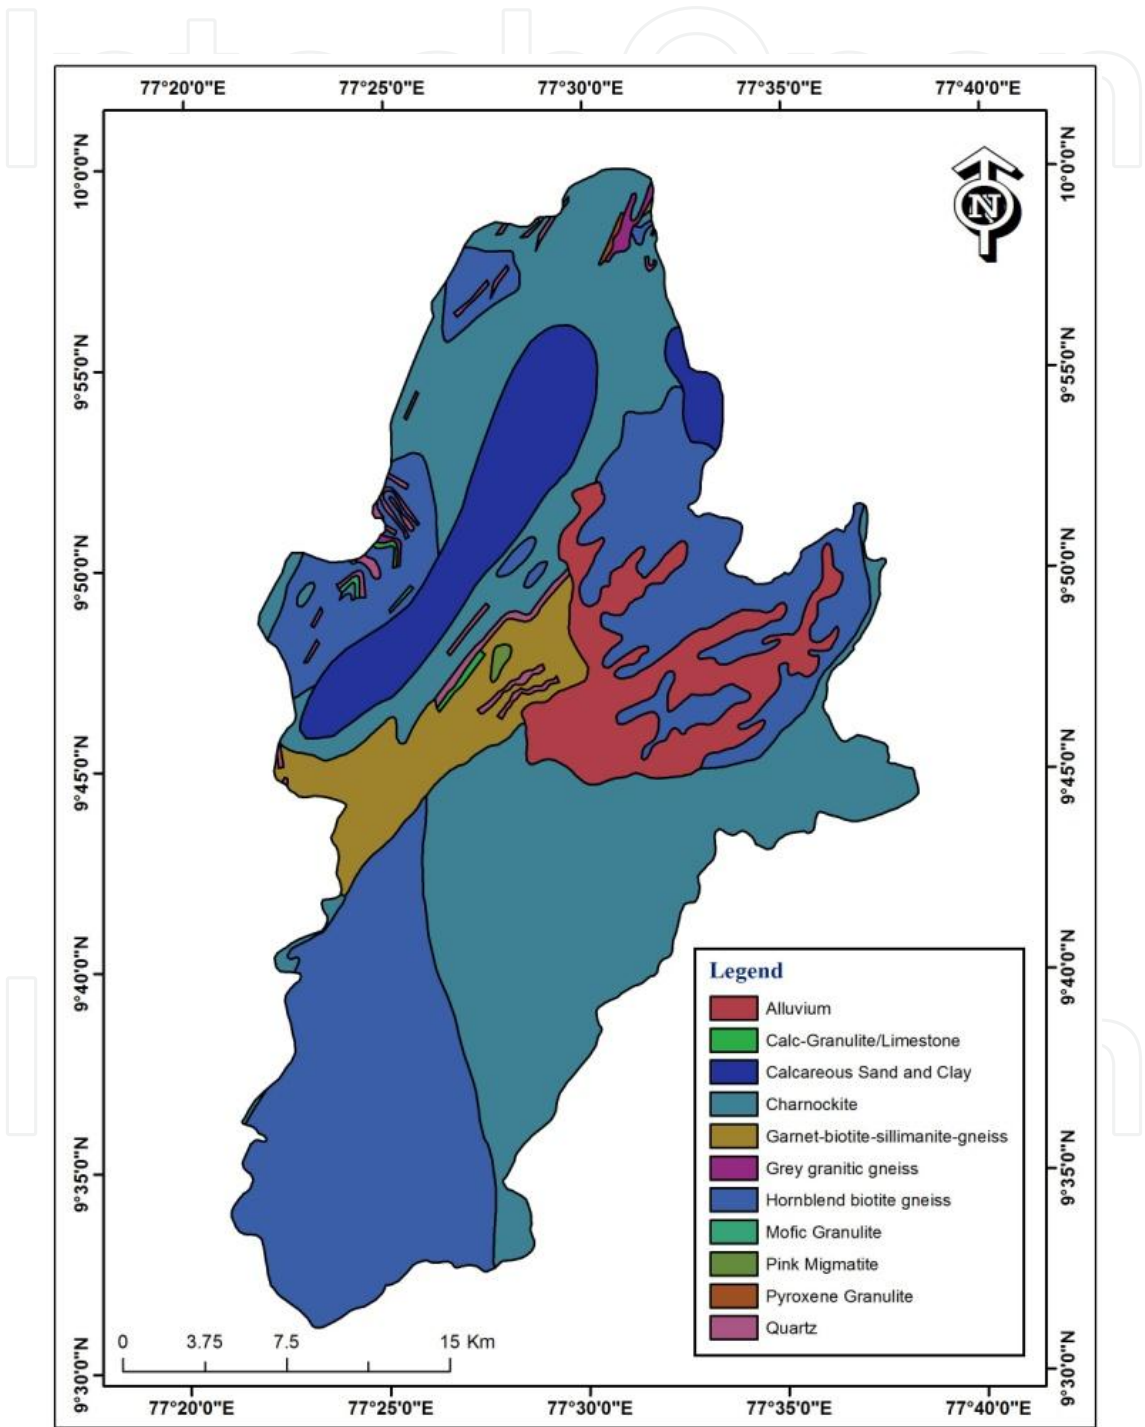 77°20'0"E 77°25'0"E 77°30'0"E 77°35'0"E 77°40'0"E
N
10°0'0"N 10°0'0"N
9°55'0"N 9°55'0"N
9°50'0"N 9°50'0"N
9°45'0"N 9°45'0"N
9°40'0"N 9°40'0"N
9°35'0"N 9°35'0"N
9°30'0"N 9°30'0"N
Legend
Alluvium
Calc-Granulite/Limestone
Calcareous Sand and Clay
Charnockite
Garnet-biotite-sillimanite-gneiss
Grey granitic gneiss
Hornblend biotite gneiss
Mofic Granulite
Pink Migmatite
Pyroxene Granulite
Quartz
0 3.75 7.5 15 Km
77°20'0"E 77°25'0"E 77°30'0"E 77°35'0"E 77°40'0"E